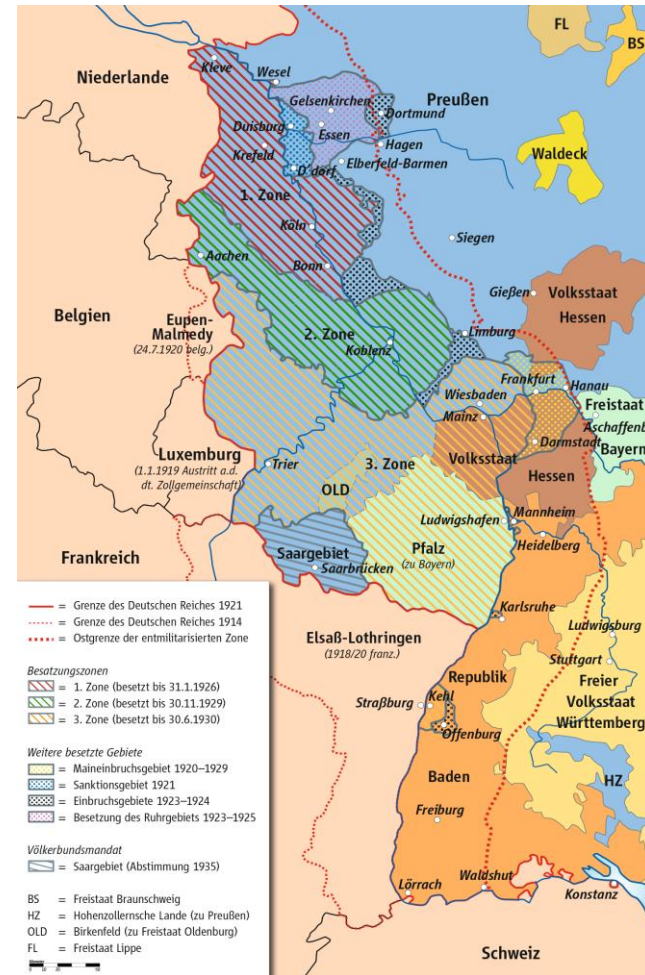 FL
BS
Niederlande
Kleve
Wesel
Gelsenkirchen
Dortmund
Preußen
Duisburg
Essen
Hagen
Waldeck
Krefeld
D'dorf
Elberfeld-Barmen
1. Zone
Köln
Siegen
Aachen
Bonn
Gießen
Volksstaat
Hessen
Belgien
Eupen-
Malmedy
(24.7.1920 belg.)
2. Zone
Koblenz
Limburg
Frankfurt
Hanau
Wiesbaden
Freistaat
Mainz
Aschaffenb
Bayern
Luxemburg
(1.1.1919 Austritt a.d.
dt. Zollgemeinschaft)
Trier
3. Zone
Volksstaat
Darmstadt
OLD
Hessen
Ludwigshafen
Mannheim
Pfalz
(zu Bayern)
Heidelberg
Saargebiet
Saarbrücken
Frankreich
Karlsruhe
Elsaß-Lothringen
(1918/20 franz.)
Ludwigsburg
Stuttgart
Republik
Freier
Volksstaat
Württemberg
Straßburg
Kehl
Offenburg
Baden
HZ
Freiburg
Lörrach
Waldshut
Konstanz
Schweiz
= Grenze des Deutschen Reiches 1921
= Grenze des Deutschen Reiches 1914
= Ostgrenze der entmilitarisierten Zone
Besatzungszonen
= 1. Zone (besetzt bis 31.1.1926)
= 2. Zone (besetzt bis 30.11.1929)
= 3. Zone (besetzt bis 30.6.1930)
Weitere besetzte Gebiete
= Maineinbruchsgebiet 1920–1929
= Sanktionsgebiet 1921
= Einbruchsgebiete 1923–1924
= Besetzung des Ruhrgebiets 1923–1925
Völkerbundsmandat
= Saargebiet (Abstimmung 1935)
BS = Freistaat Braunschweig
HZ = Hohenzollernsche Lande (zu Preußen)
OLD = Birkenfeld (zu Freistaat Oldenburg)
FL = Freistaat Lippe